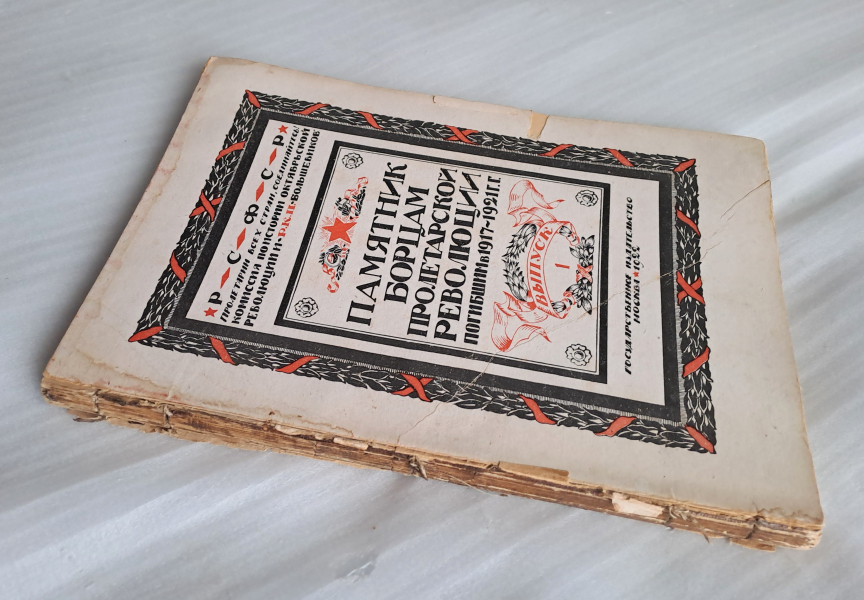 ★ Р ◆ С ◆ Ф ◆ С ◆ Р ★
ПРОЛЕТАРИИ ВСЕХ СТРАН, СОЕДИНЯЙТЕСЬ!
КОМИССИЯ ПО ИСТОРИИ ОКТЯБРЬСКОЙ
РЕВОЛЮЦИИ И Р.К.П. БОЛЬШЕВИКОВ
ПАМЯТНИК
БОРЦАМ
ПРОЛЕТАРСКОЙ
РЕВОЛЮЦИИ
ПОГИБШИМ в 1917-1921 г.г.
ВЫПУСК
1
ГОСУДАРСТВЕННОЕ ИЗДАТЕЛЬСТВО
МОСКВА ★ 1922